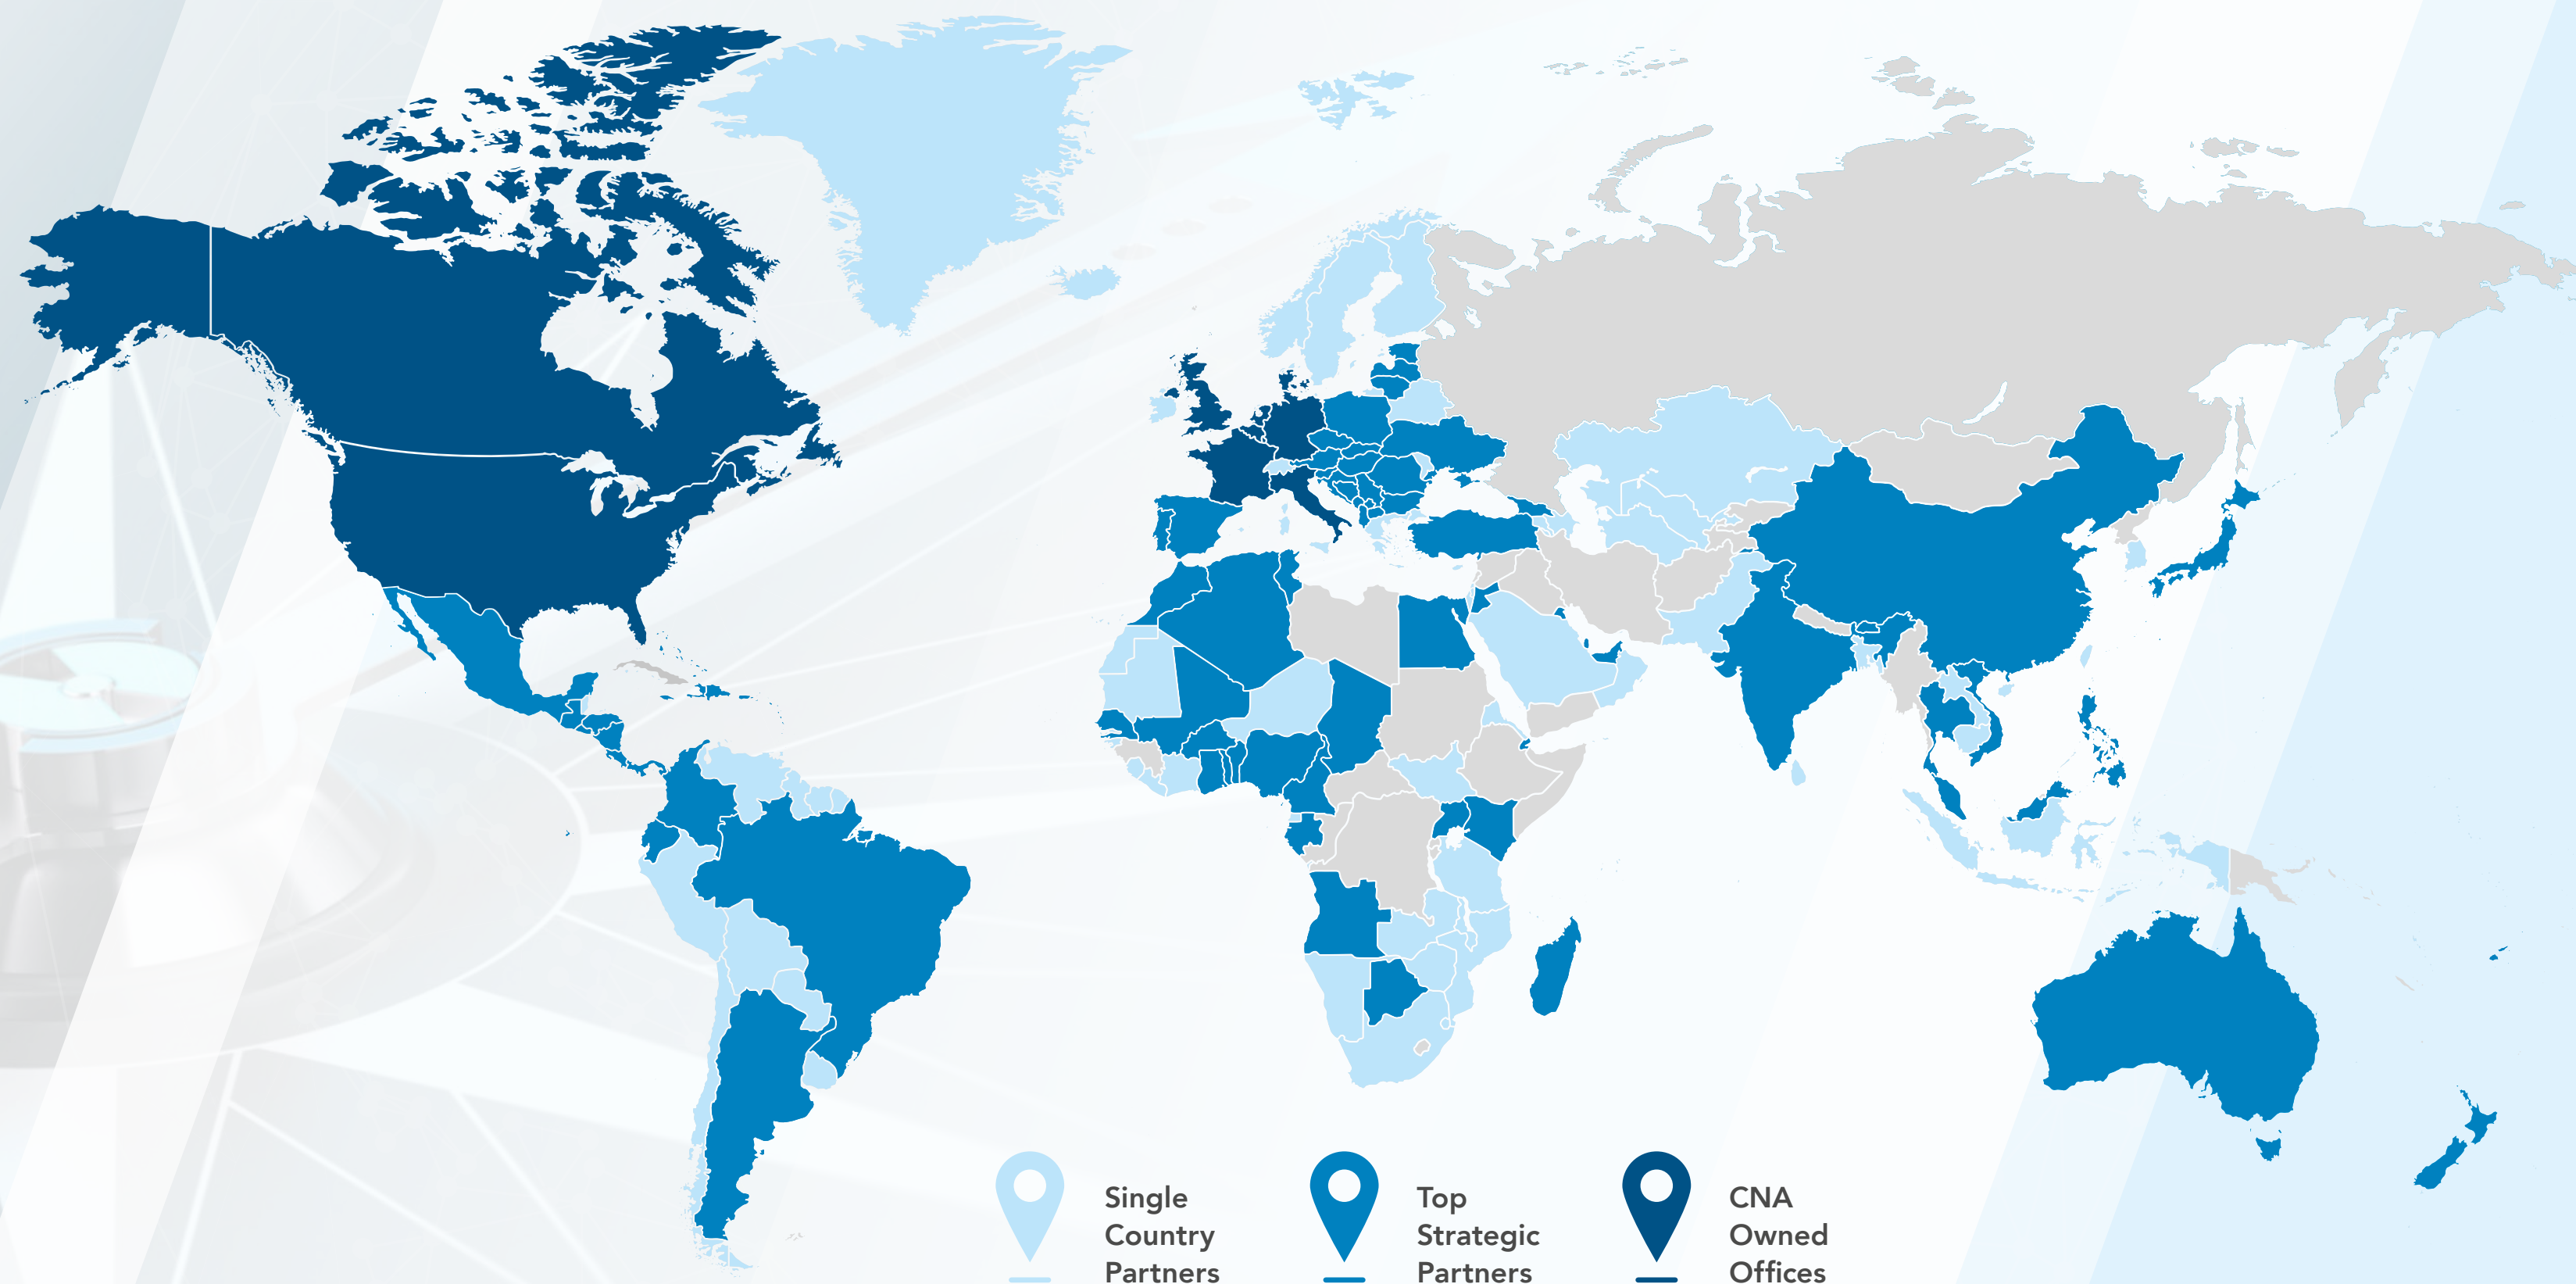 Single
Country
Partners
Top
Strategic
Partners
CNA
Owned
Offices